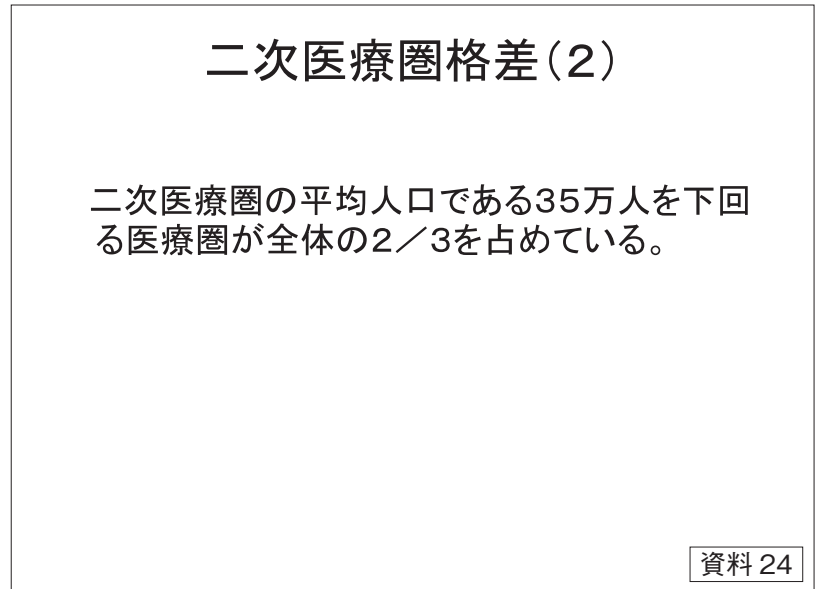 二次医療圏格差（２）
二次医療圏の平均人口である３５万人を下回
る医療圏が全体の２／３を占めている。
資料 24